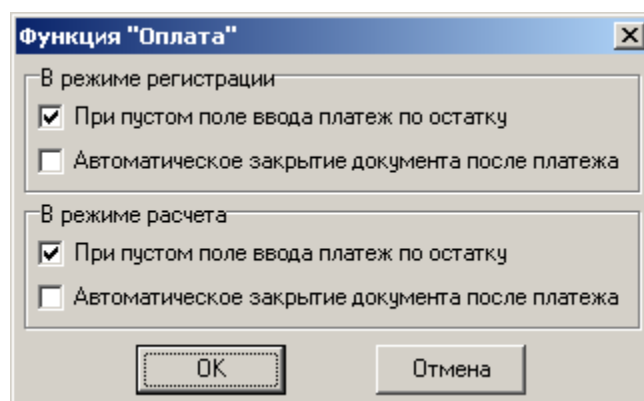 Функция "Оплата"
В режиме регистрации
При пустом поле ввода платеж по остатку
Автоматическое закрытие документа после платежа
В режиме расчета
При пустом поле ввода платеж по остатку
Автоматическое закрытие документа после платежа
OK
Отмена